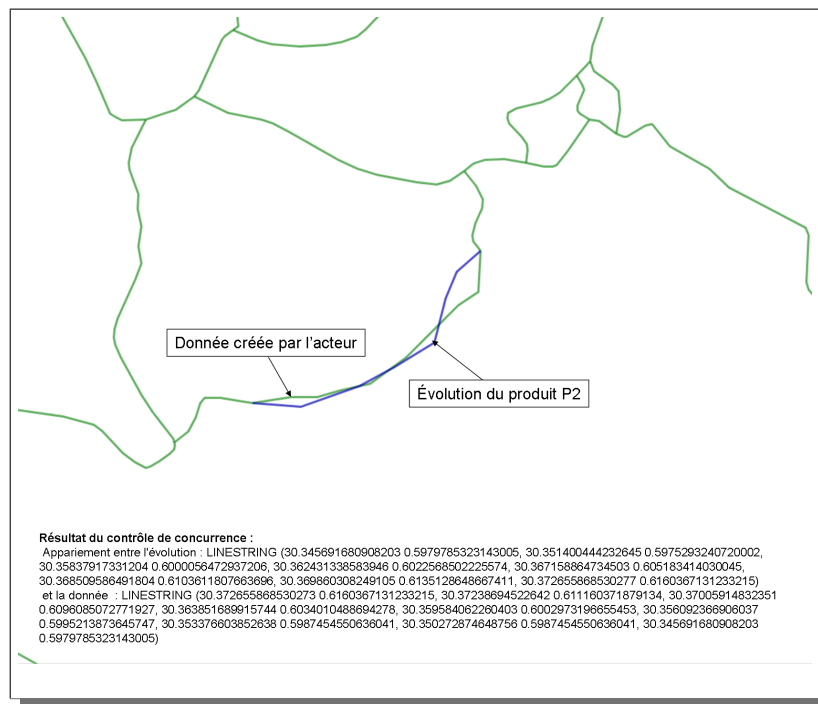 Donnée créée par l'acteur
Évolution du produit P2
Résultat du contrôle de concurrence :
Appariement entre l'évolution : LINESTRING (30.345691680908203 0.5979785323143005, 30.351400444232645 0.5975293240720002,
30.35837917331204 0.6000056472937206, 30.362431338583946 0.6022568502225574, 30.367158864734503 0.605183414030045,
30.368509586491804 0.6103611807663696, 30.369860308249105 0.6135128648667411, 30.372655868530277 0.6160367131233215)
et la donnée : LINESTRING (30.372655868530273 0.6160367131233215, 30.37238694522642 0.611160371879134, 30.37005914832351
0.6096085072771927, 30.363851689915744 0.6034010488694278, 30.359584062260403 0.6002973196655453, 30.356092366906037
0.5995213873645747, 30.353376603852638 0.5987454550636041, 30.350272874648756 0.5987454550636041, 30.345691680908203
0.5979785323143005)